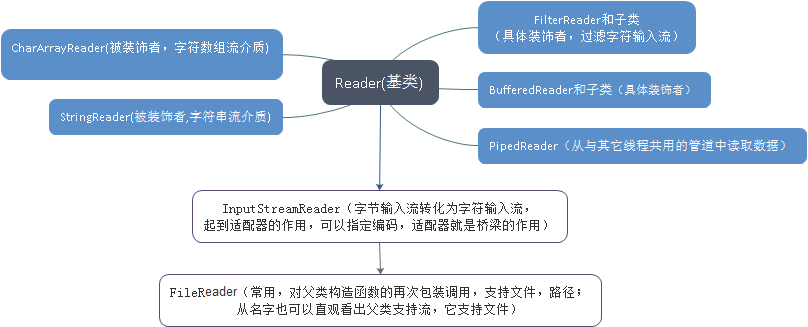 FilterReader和子类
（具体装饰者，过滤字符输入流）
CharArrayReader(被装饰者，字符数组流介质)
Reader(基类)
BufferedReader和子类（具体装饰者）
StringReader(被装饰者,字符串流介质)
PipedReader（从与其它线程共用的管道中读取数据）
InputStreamReader（字节输入流转化为字符输入流，
起到适配器的作用，可以指定编码，适配器就是桥梁的作用）
FileReader（常用，对父类构造函数的再次包装调用，支持文件，路径；
从名字也可以直观看出父类支持流，它支持文件）